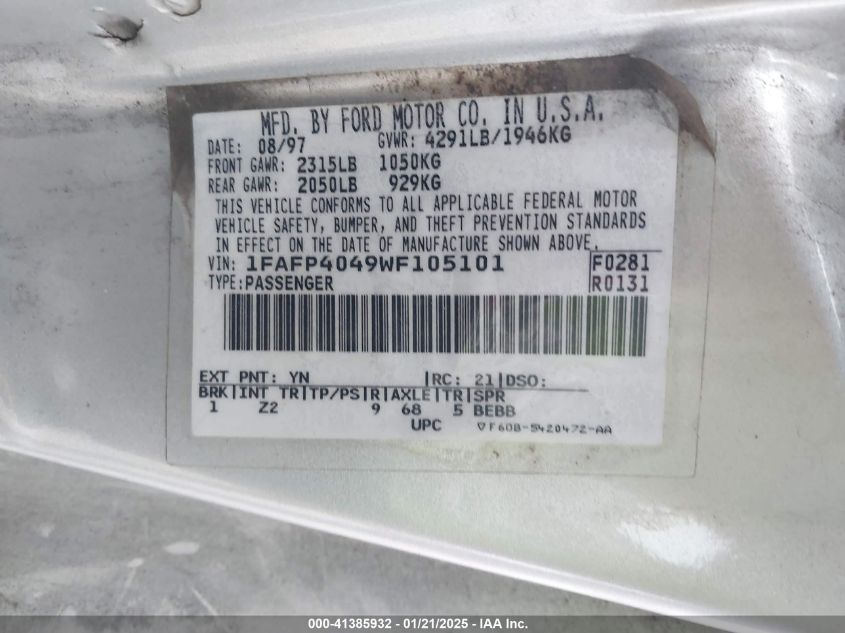 MFD. BY FORD MOTOR CO. IN U.S.A.
DATE: 08/97 GVWR: 4291LB/1946KG
FRONT GAWR: 2315LB 1050KG
REAR GAWR: 2050LB 929KG
THIS VEHICLE CONFORMS TO ALL APPLICABLE FEDERAL MOTOR
VEHICLE SAFETY, BUMPER, AND THEFT PREVENTION STANDARDS
IN EFFECT ON THE DATE OF MANUFACTURE SHOWN ABOVE.
VIN: 1FAFP4049WF105101 F0281
TYPE: PASSENGER R0131
EXT PNT: YN |RC: 21|DSO:
BRK|INT TR|TP/PS|R|AXLE|TR|SPR
1 Z2 9 68 5 BEBB
UPC ▽F60B-5420472-AA
000-41385932 - 01/21/2025 - IAA Inc.